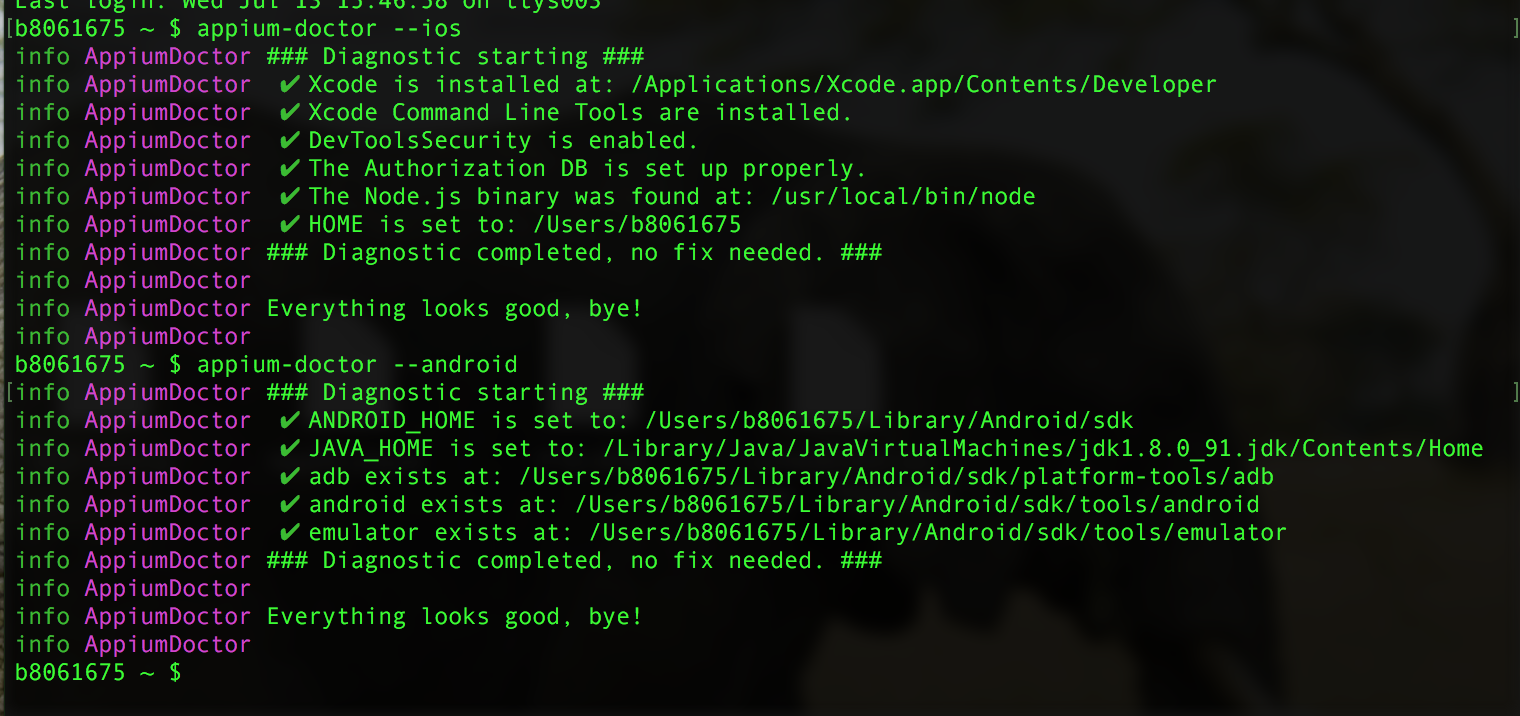 Last login: Wed Jul 13 15:46:58 on ttys003
[b8061675 ~ $ appium-doctor --ios ]
info AppiumDoctor ### Diagnostic starting ###
info AppiumDoctor ✔ Xcode is installed at: /Applications/Xcode.app/Contents/Developer
info AppiumDoctor ✔ Xcode Command Line Tools are installed.
info AppiumDoctor ✔ DevToolsSecurity is enabled.
info AppiumDoctor ✔ The Authorization DB is set up properly.
info AppiumDoctor ✔ The Node.js binary was found at: /usr/local/bin/node
info AppiumDoctor ✔ HOME is set to: /Users/b8061675
info AppiumDoctor ### Diagnostic completed, no fix needed. ###
info AppiumDoctor
info AppiumDoctor Everything looks good, bye!
info AppiumDoctor
b8061675 ~ $ appium-doctor --android
[info AppiumDoctor ### Diagnostic starting ### ]
info AppiumDoctor ✔ ANDROID_HOME is set to: /Users/b8061675/Library/Android/sdk
info AppiumDoctor ✔ JAVA_HOME is set to: /Library/Java/JavaVirtualMachines/jdk1.8.0_91.jdk/Contents/Home
info AppiumDoctor ✔ adb exists at: /Users/b8061675/Library/Android/sdk/platform-tools/adb
info AppiumDoctor ✔ android exists at: /Users/b8061675/Library/Android/sdk/tools/android
info AppiumDoctor ✔ emulator exists at: /Users/b8061675/Library/Android/sdk/tools/emulator
info AppiumDoctor ### Diagnostic completed, no fix needed. ###
info AppiumDoctor
info AppiumDoctor Everything looks good, bye!
info AppiumDoctor
b8061675 ~ $